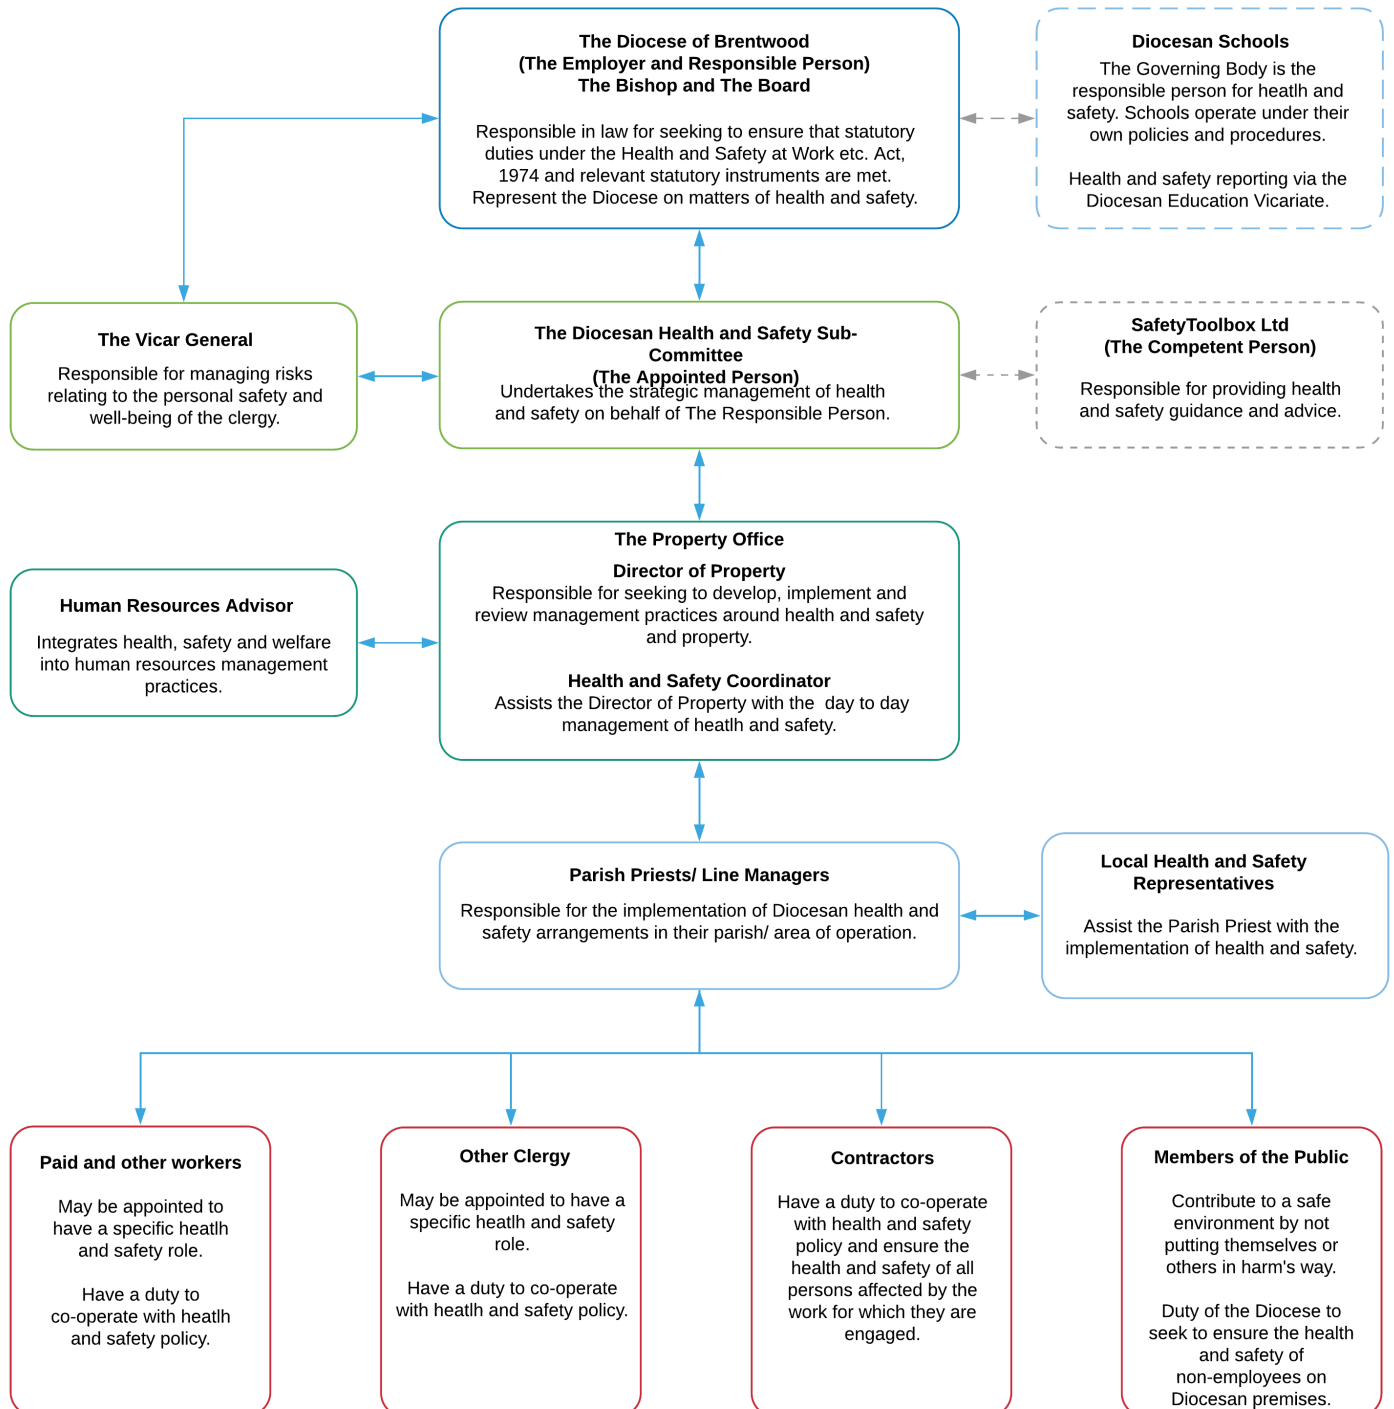 The Diocese of Brentwood
(The Employer and Responsible Person)
The Bishop and The Board
Responsible in law for seeking to ensure that statutory
duties under the Health and Safety at Work etc. Act,
1974 and relevant statutory instruments are met.
Represent the Diocese on matters of health and safety.
Diocesan Schools
The Governing Body is the
responsible person for heatlh and
safety. Schools operate under their
own policies and procedures.
Health and safety reporting via the
Diocesan Education Vicariate.
The Vicar General
Responsible for managing risks
relating to the personal safety and
well-being of the clergy.
The Diocesan Health and Safety Sub-
Committee
(The Appointed Person)
Undertakes the strategic management of health
and safety on behalf of The Responsible Person.
SafetyToolbox Ltd
(The Competent Person)
Responsible for providing health
and safety guidance and advice.
Human Resources Advisor
Integrates health, safety and welfare
into human resources management
practices.
The Property Office
Director of Property
Responsible for seeking to develop, implement and
review management practices around health and safety
and property.
Health and Safety Coordinator
Assists the Director of Property with the  day to day
management of heatlh and safety.
Parish Priests/ Line Managers
Responsible for the implementation of Diocesan health and
safety arrangements in their parish/ area of operation.
Local Health and Safety
Representatives
Assist the Parish Priest with the
implementation of health and safety.
Paid and other workers
May be appointed to
have a specific heatlh
and safety role.
Have a duty to
co-operate with heatlh
and safety policy.
Other Clergy
May be appointed to have a
specific heatlh and safety
role.
Have a duty to co-operate
with heatlh and safety policy.
Contractors
Have a duty to co-operate
with health and safety
policy and ensure the
health and safety of all
persons affected by the
work for which they are
engaged.
Members of the Public
Contribute to a safe
environment by not
putting themselves or
others in harm's way.
Duty of the Diocese to
seek to ensure the health
and safety of
non-employees on
Diocesan premises.